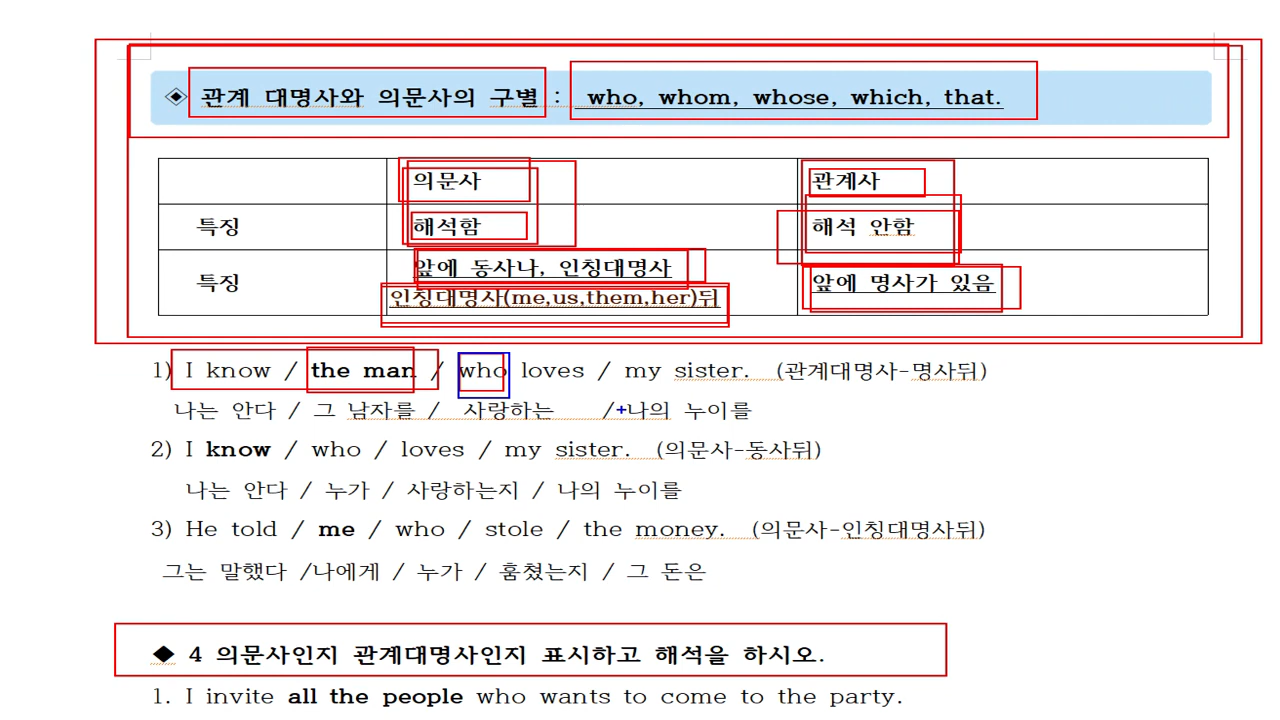 ◈ 관계 대명사와 의문사의 구별 : who, whom, whose, which, that.
의문사 관계사
특징 해석함 해석 안함
특징 앞에 동사나, 인칭대명사 앞에 명사가 있음
인칭대명사(me,us,them,her)뒤
1) I know / the man / who loves / my sister. (관계대명사-명사뒤)
나는 안다 / 그 남자를 / 사랑하는 /+나의 누이를
2) I know / who / loves / my sister. (의문사-동사뒤)
나는 안다 / 누가 / 사랑하는지 / 나의 누이를
3) He told / me / who / stole / the money. (의문사-인칭대명사뒤)
그는 말했다 /나에게 / 누가 / 훔쳤는지 / 그 돈은
◆ 4 의문사인지 관계대명사인지 표시하고 해석을 하시오.
1. I invite all the people who wants to come to the party.